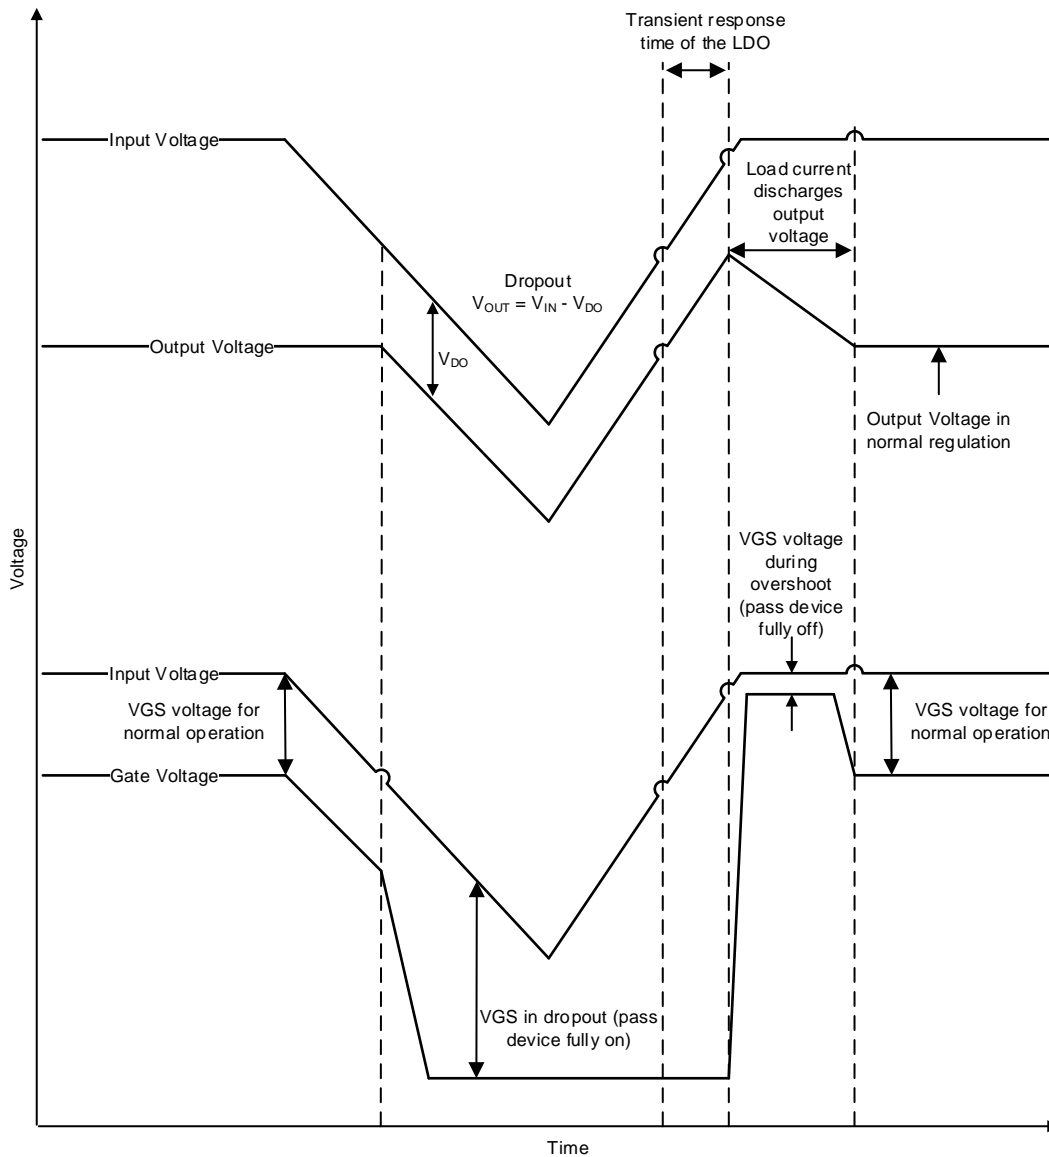 Transient response
time of the LDO
Input Voltage
Load current
discharges
output
voltage
Dropout
VOUT = VIN - VDO
Output Voltage
VDO
Output Voltage in
normal regulation
Voltage
VGS voltage
during
overshoot
(pass device
fully off)
Input Voltage
VGS voltage for
normal operation
VGS voltage for
normal operation
Gate Voltage
VGS in dropout (pass
device fully on)
Time